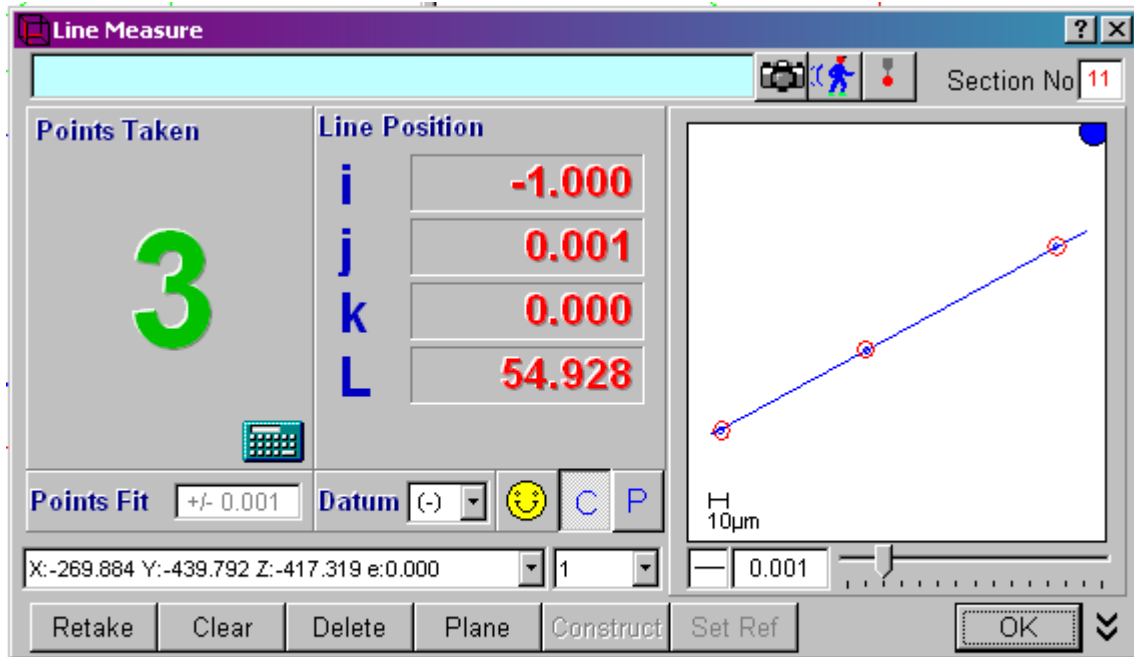 Line Measure ? ×
Section No 11
Points Taken
3
Line Position
i -1.000
j 0.001
k 0.000
L 54.928
Points Fit +/- 0.001
Datum (-) C P
10µm
X:-269.884 Y:-439.792 Z:-417.319 e:0.000 1
0.001
Retake Clear Delete Plane Construct Set Ref OK